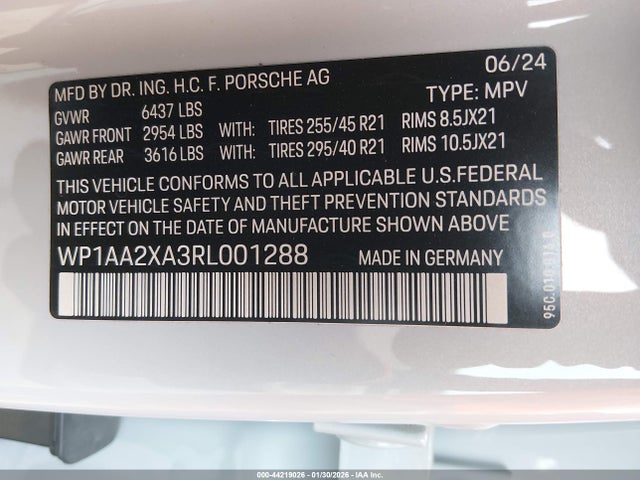 MFD BY DR. ING. H.C. F. PORSCHE AG 06/24
GVWR 6437 LBS TYPE: MPV
GAWR FRONT 2954 LBS WITH: TIRES 255/45 R21 RIMS 8.5JX21
GAWR REAR 3616 LBS WITH: TIRES 295/40 R21 RIMS 10.5JX21
THIS VEHICLE CONFORMS TO ALL APPLICABLE U.S.FEDERAL
MOTOR VEHICLE SAFETY AND THEFT PREVENTION STANDARDS
IN EFFECT ON THE DATE OF MANUFACTURE SHOWN ABOVE
WP1AA2XA3RL001288 MADE IN GERMANY
000-44219026 - 01/30/2026 - IAA Inc.